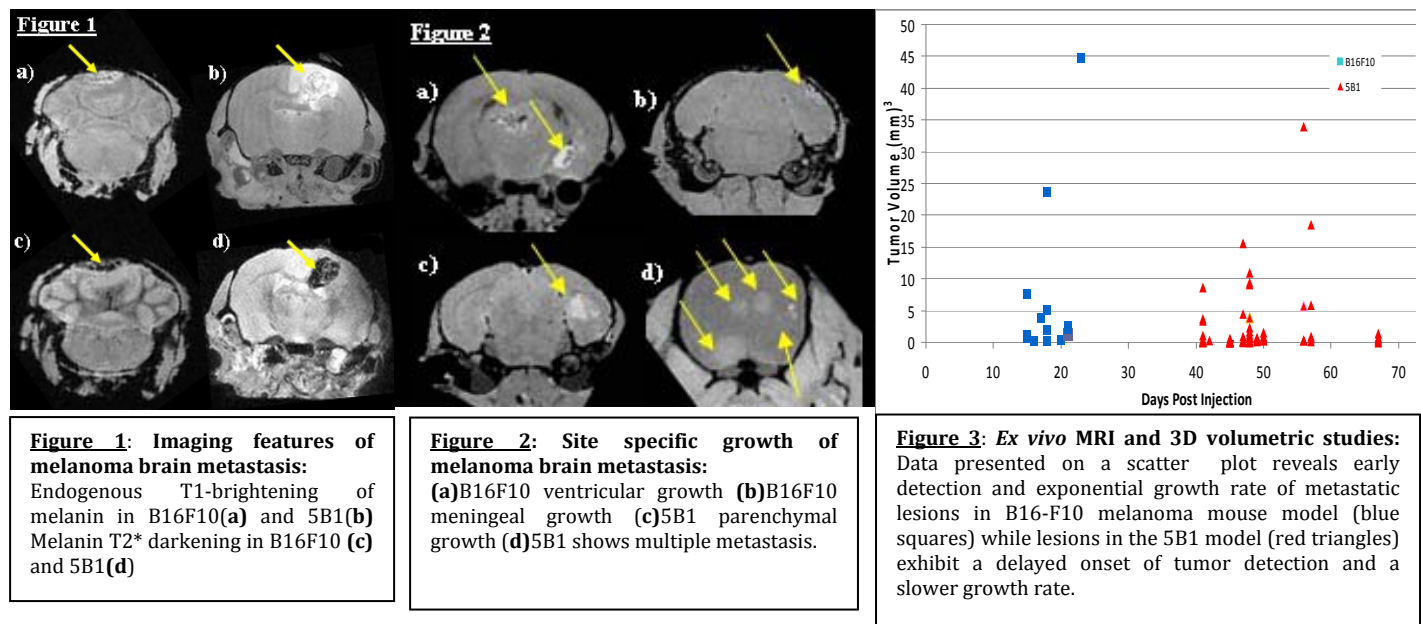 Figure 1
a)
b)
c)
d)
Figure 2
a)
b)
c)
d)
50
45
40
35
30
25
20
15
10
5
0
Tumor Volume (mm)³
0 10 20 30 40 50 60 70
Days Post Injection
B16F10
5B1
Figure 1: Imaging features of
melanoma brain metastasis:
Endogenous T1-brightening of
melanin in B16F10(a) and 5B1(b)
Melanin T2* darkening in B16F10 (c)
and 5B1(d)
Figure 2: Site specific growth of
melanoma brain metastasis:
(a)B16F10 ventricular growth (b)B16F10
meningeal growth (c)5B1 parenchymal
growth (d)5B1 shows multiple metastasis.
Figure 3: Ex vivo MRI and 3D volumetric studies:
Data presented on a scatter plot reveals early
detection and exponential growth rate of metastatic
lesions in B16-F10 melanoma mouse model (blue
squares) while lesions in the 5B1 model (red triangles)
exhibit a delayed onset of tumor detection and a
slower growth rate.